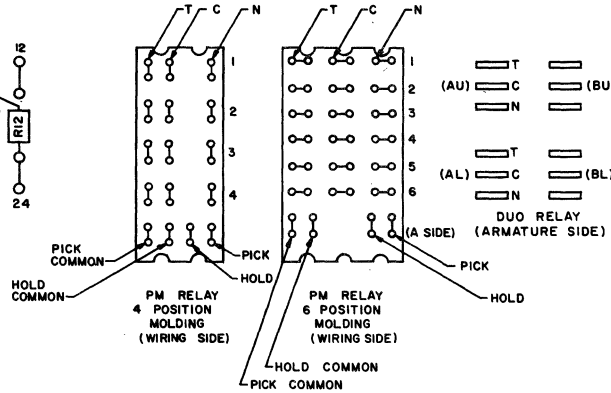 T C N
T C N
12
R12
24
1
2
3
4
1
2
3
4
5
6
(A SIDE)
PICK
COMMON
HOLD
COMMON
HOLD
PICK
PM RELAY
4 POSITION
MOLDING
(WIRING SIDE)
PICK
HOLD
HOLD COMMON
PICK COMMON
PM RELAY
6 POSITION
MOLDING
(WIRING SIDE)
T
(AU) C (BU
N
T
(AL) C (BL)
N
DUO RELAY
(ARMATURE SIDE)